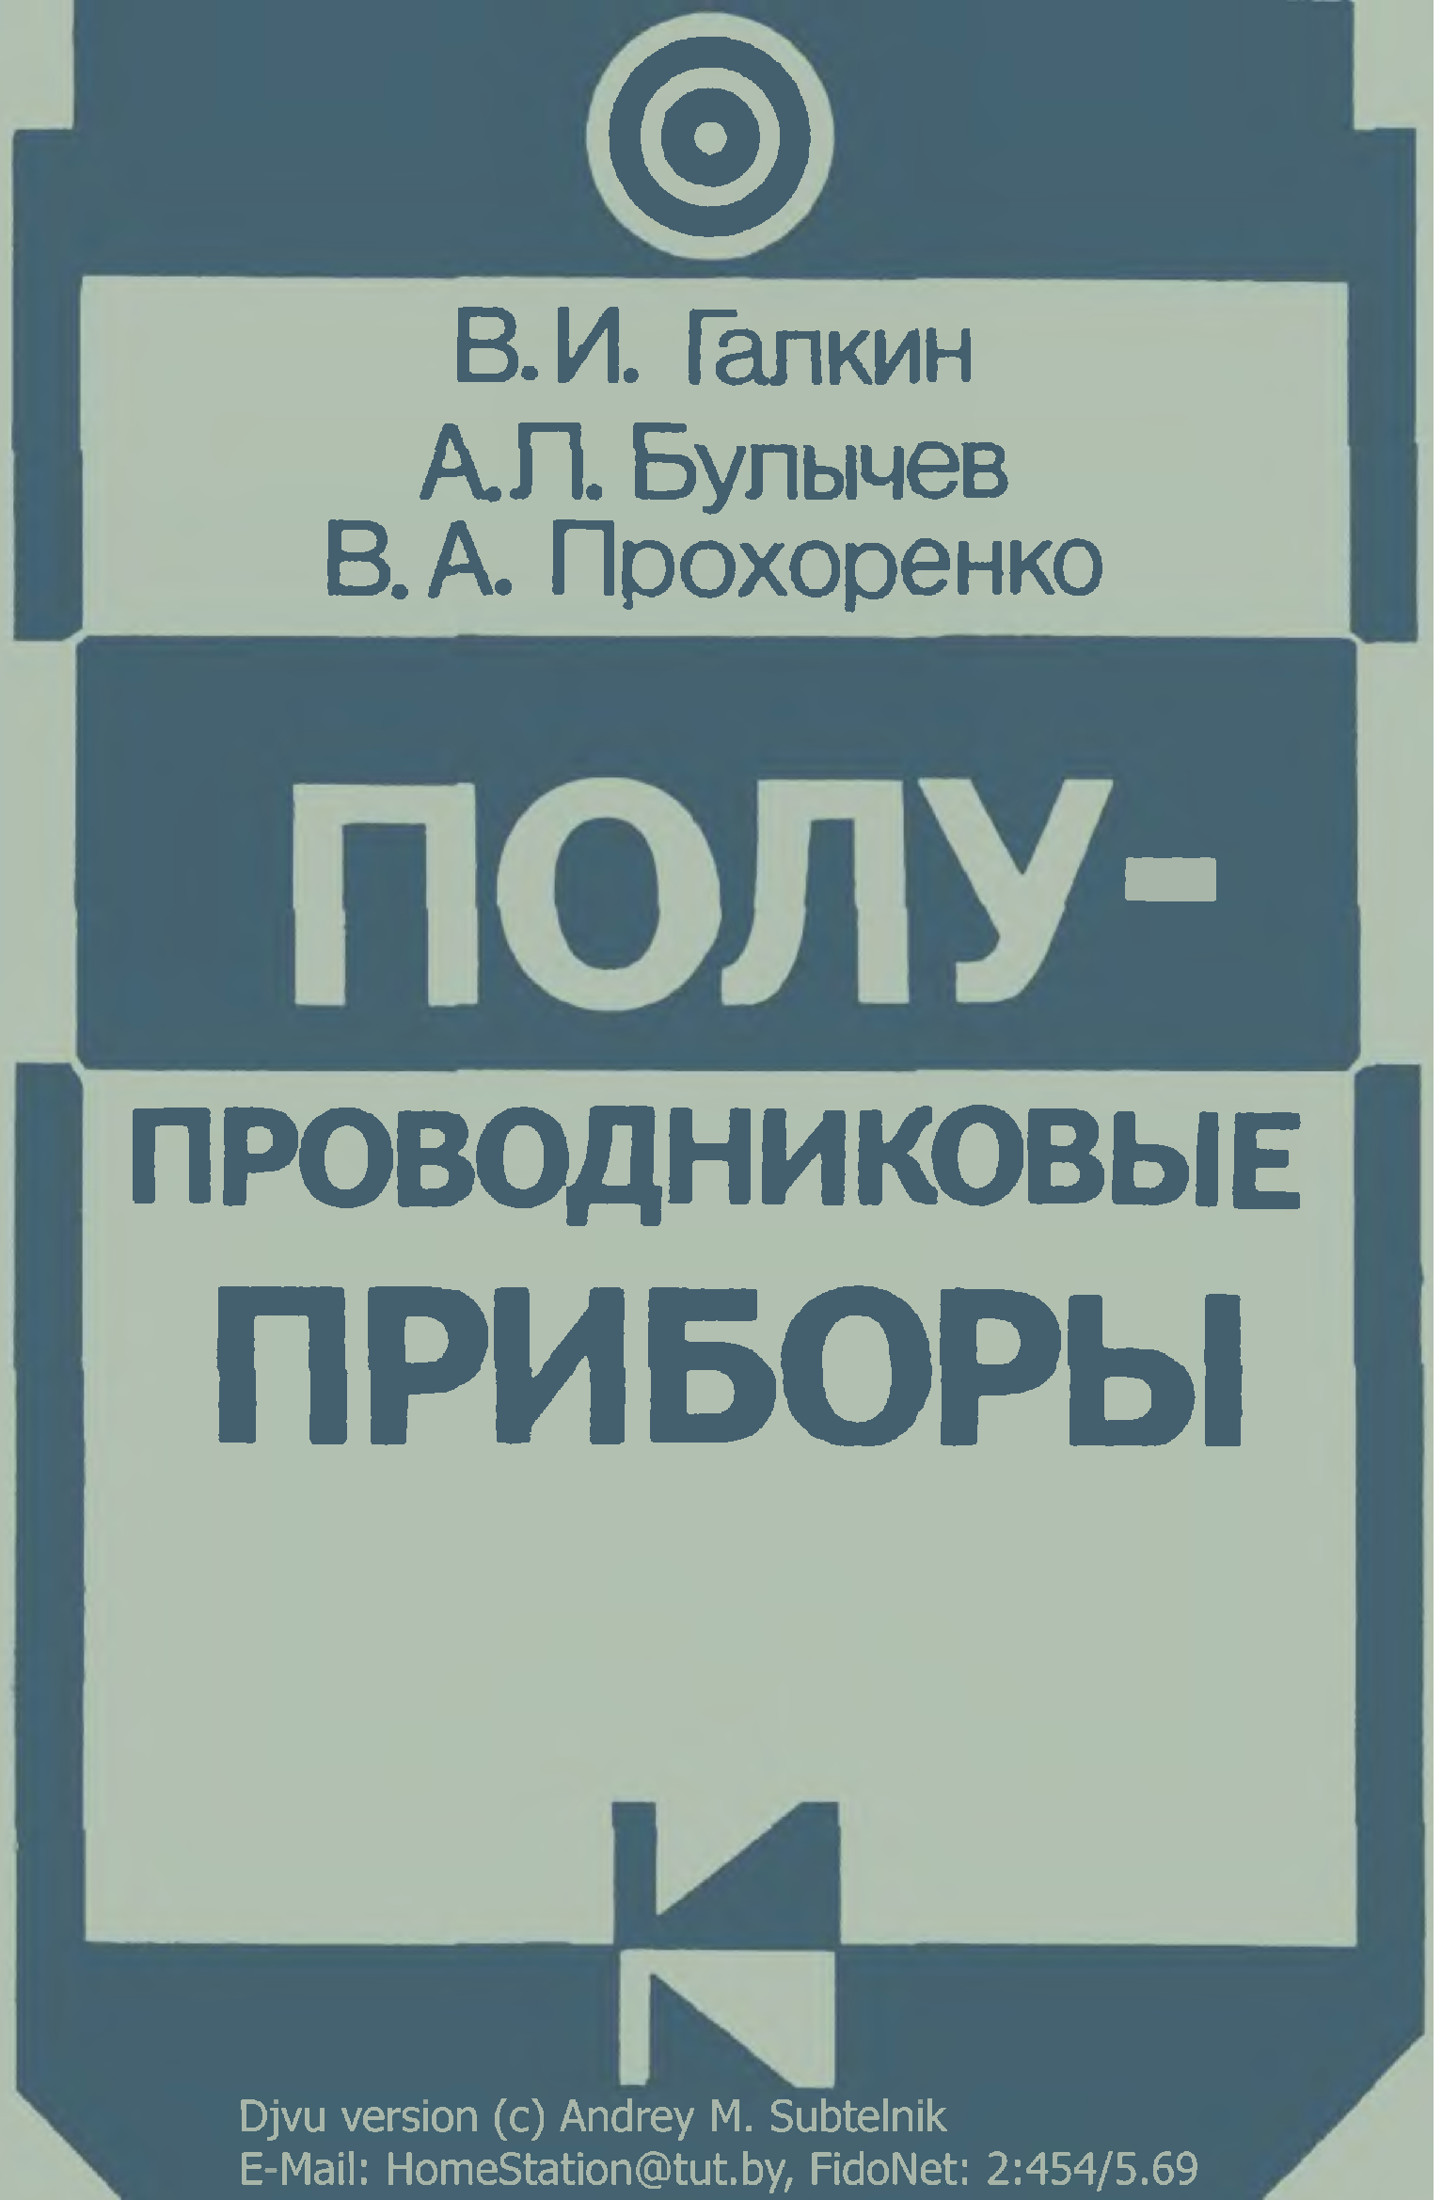 В. И. Галкин
А. Л. Булычев
В. А. Прохоренко
ПОЛУ-
ПРОВОДНИКОВЫЕ
ПРИБОРЫ
Djvu version (c) Andrey M. Subtelnik
E-Mail: HomeStation@tut.by, FidoNet: 2:454/5.69